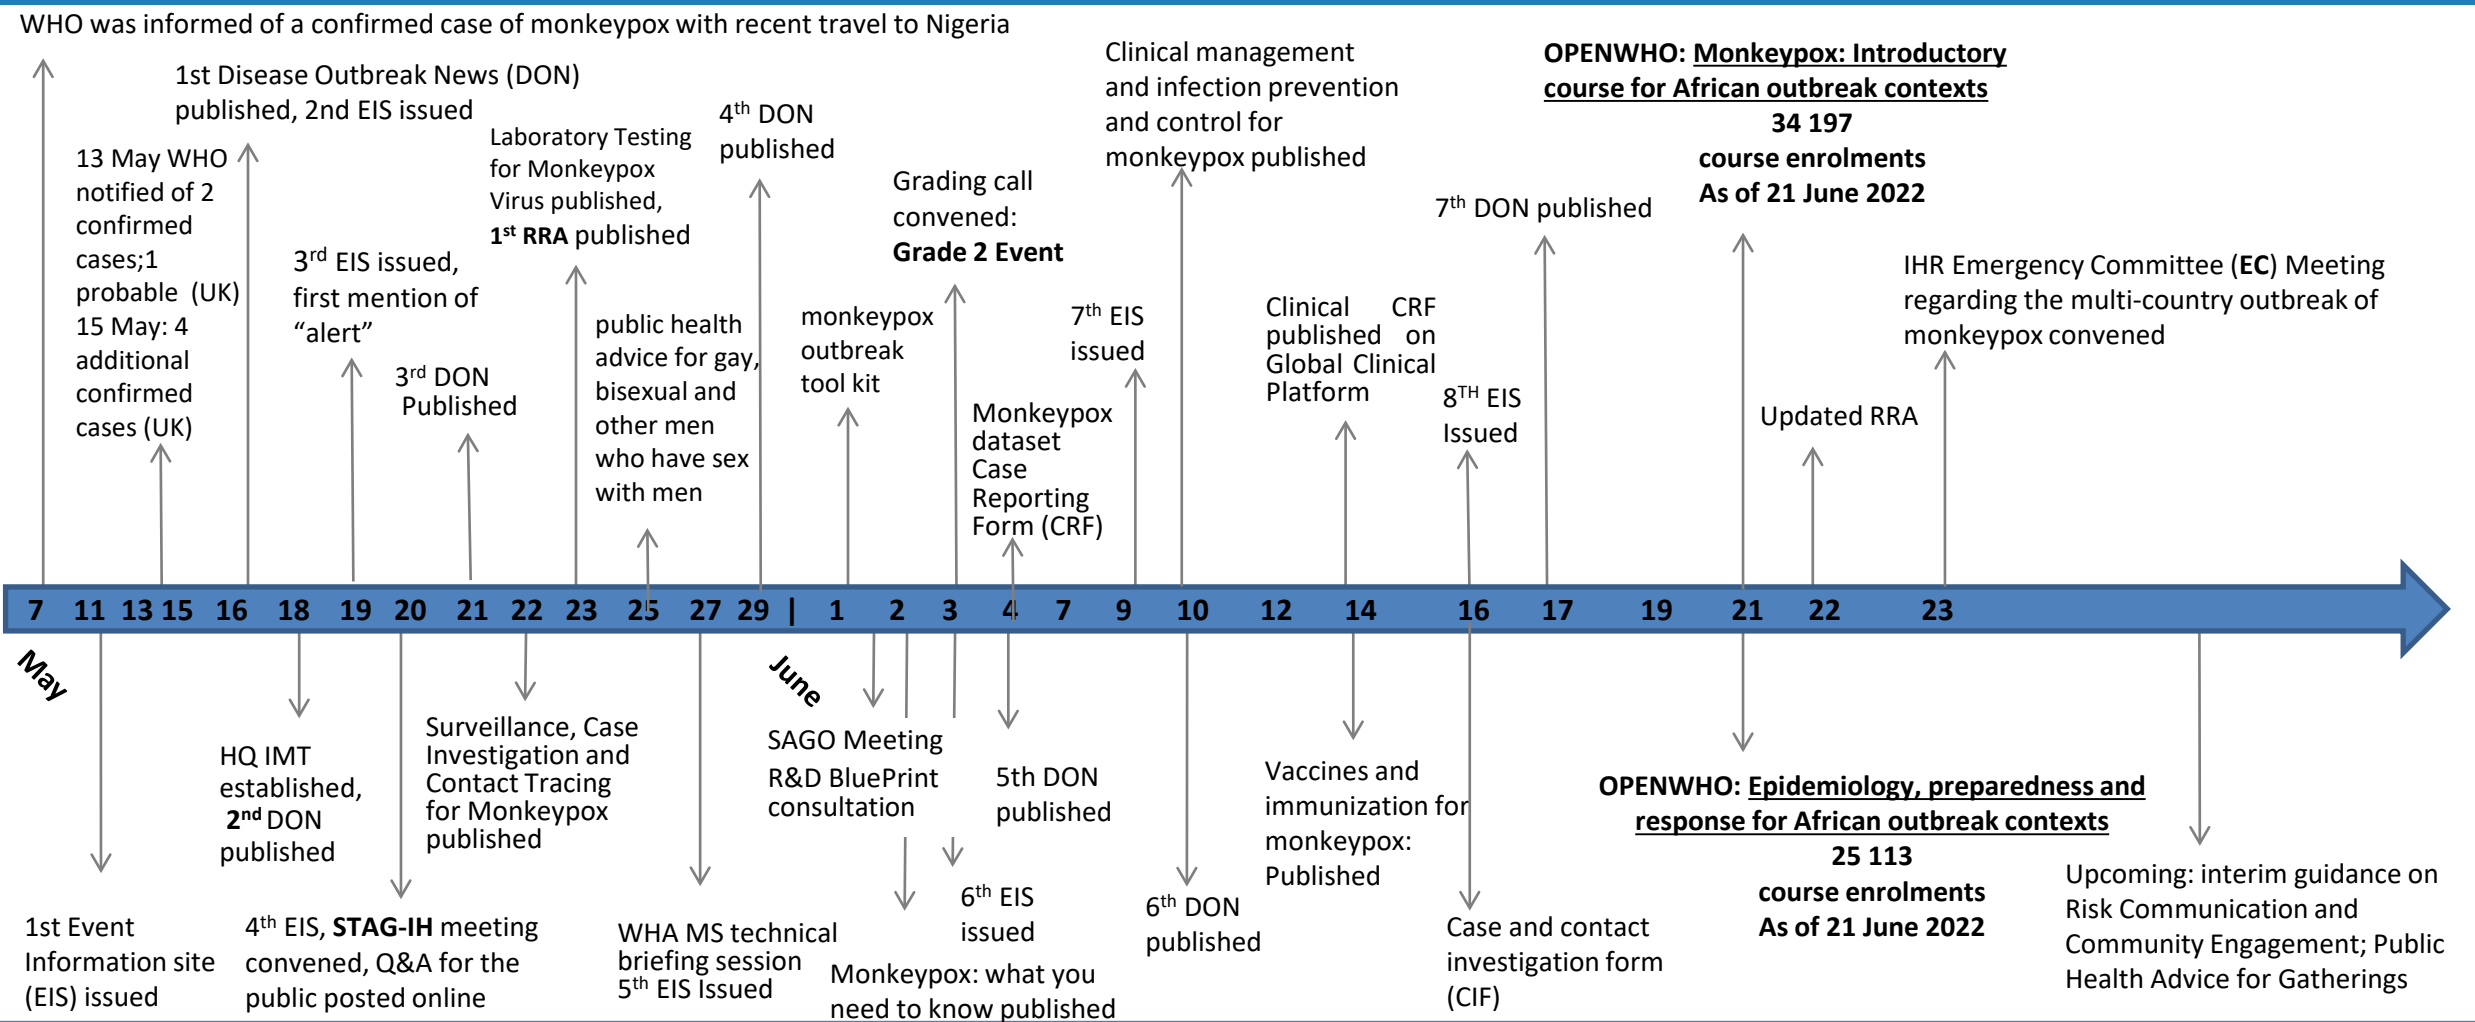 WHO was informed of a confirmed case of monkeypox with recent travel to Nigeria
1st Disease Outbreak News (DON)
published, 2nd EIS issued
13 May WHO
notified of 2
confirmed
cases;1
probable (UK)
15 May: 4
additional
confirmed
cases (UK)
3rd EIS issued,
first mention of
“alert”
3rd DON
Published
Laboratory Testing
for Monkeypox
Virus published,
1st RRA published
public health
advice for gay,
bisexual and
other men
who have sex
with men
4th DON
published
monkeypox
outbreak
tool kit
Grading call
convened:
Grade 2 Event
Monkeypox
dataset
Case
Reporting
Form (CRF)
7th EIS
issued
Clinical management
and infection prevention
and control for
monkeypox published
Clinical CRF
published on
Global Clinical
Platform
8TH EIS
Issued
7th DON published
OPENWHO: Monkeypox: Introductory
course for African outbreak contexts
34 197
course enrolments
As of 21 June 2022
Updated RRA
IHR Emergency Committee (EC) Meeting
regarding the multi-country outbreak of
monkeypox convened
7 11 13 15 16 18 19 20 21 22 23 25 27 29 | 1 2 3 4 7 9 10 12 14 16 17 19 21 22 23
May
June
1st Event
Information site
(EIS) issued
HQ IMT
established,
2nd DON
published
4th EIS, STAG-IH meeting
convened, Q&A for the
public posted online
Surveillance, Case
Investigation and
Contact Tracing
for Monkeypox
published
WHA MS technical
briefing session
5th EIS Issued
SAGO Meeting
R&D BluePrint
consultation
Monkeypox: what you
need to know published
6th EIS
issued
5th DON
published
6th DON
published
Vaccines and
immunization for
monkeypox:
Published
Case and contact
investigation form
(CIF)
OPENWHO: Epidemiology, preparedness and
response for African outbreak contexts
25 113
course enrolments
As of 21 June 2022
Upcoming: interim guidance on
Risk Communication and
Community Engagement; Public
Health Advice for Gatherings